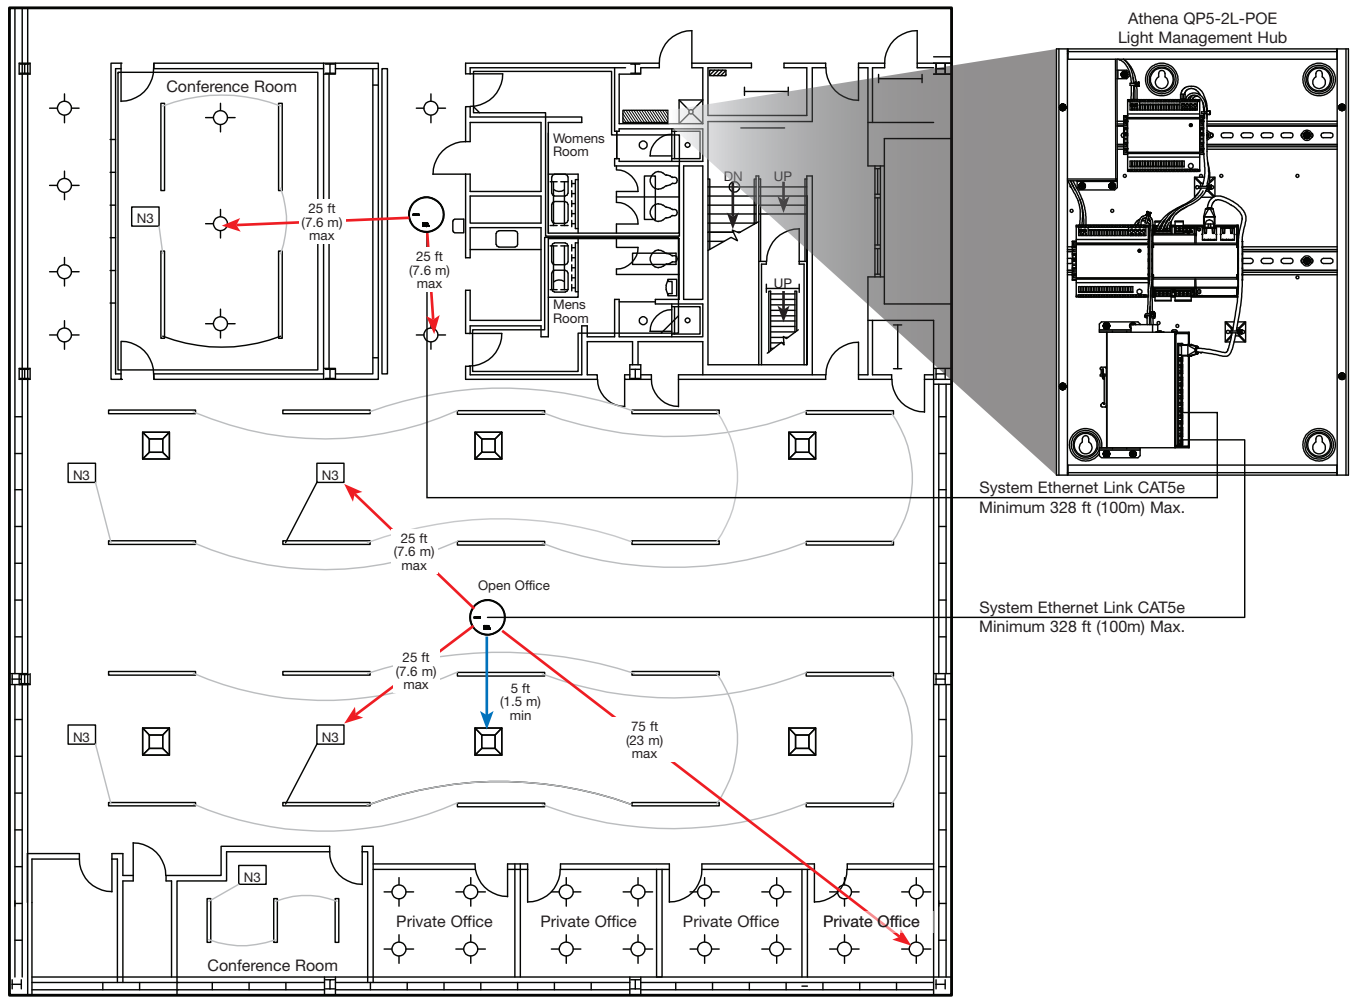 Athena QP5-2L-POE
Light Management Hub
Conference Room
Womens
Room
DN
UP
N3
25 ft
(7.6 m)
max
25 ft
(7.6 m)
max
UP
Mens
Room
N3
N3
System Ethernet Link CAT5e
Minimum 328 ft (100m) Max.
25 ft
(7.6 m)
max
Open Office
System Ethernet Link CAT5e
Minimum 328 ft (100m) Max.
25 ft
(7.6 m)
max
5 ft
(1.5 m)
min
N3
N3
75 ft
(23 m)
max
N3
Private Office
Private Office
Private Office
Private Office
Conference Room